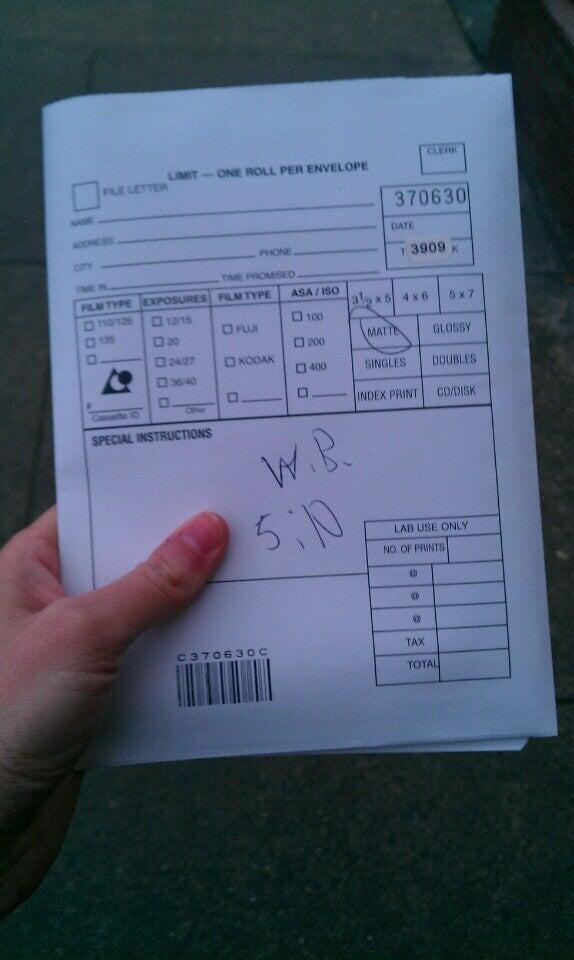 CLERK
LIMIT — ONE ROLL PER ENVELOPE
FILE LETTER
370630
NAME
ADDRESS
DATE
CITY PHONE
T 3909 K
TIME IN TIME PROMISED
FILM TYPE EXPOSURES FILM TYPE ASA / ISO 3½ x 5 4 x 6 5 x 7
110/126 12/15 FUJI 100 MATTE GLOSSY
135 20 KODAK 200 SINGLES DOUBLES
24/27 400 INDEX PRINT CD/DISK
36/40
# Other
Cassette ID
SPECIAL INSTRUCTIONS
W.B.
LAB USE ONLY
NO. OF PRINTS
@
@
@
TAX
TOTAL
C370630C